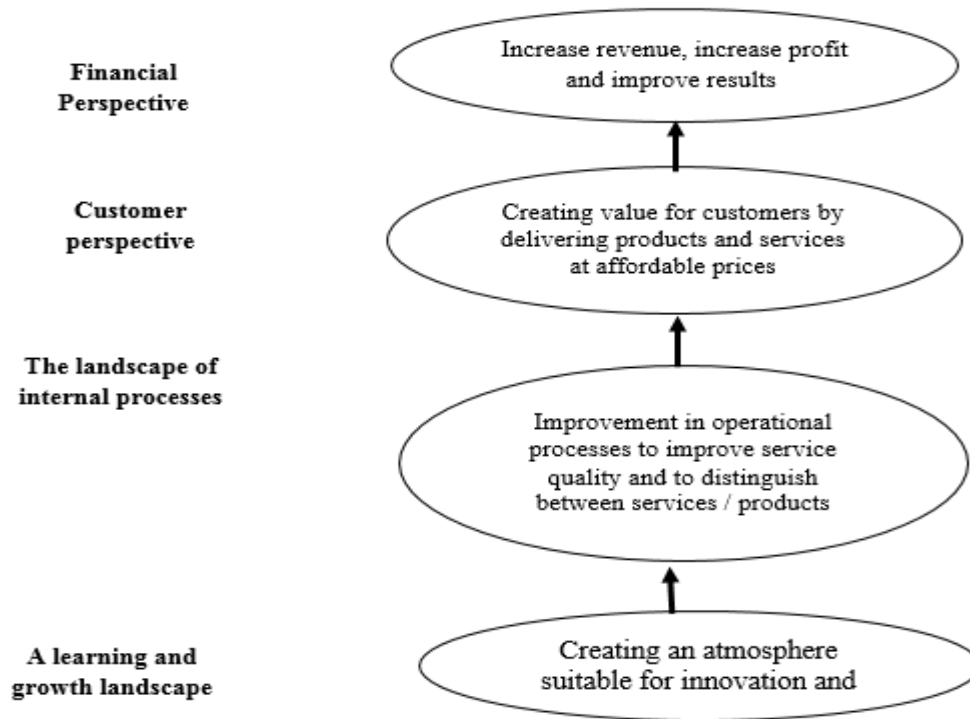 Financial
Perspective
Increase revenue, increase profit
and improve results
Customer
perspective
Creating value for customers by
delivering products and services
at affordable prices
The landscape of
internal processes
Improvement in operational
processes to improve service
quality and to distinguish
between services / products
A learning and
growth landscape
Creating an atmosphere
suitable for innovation and